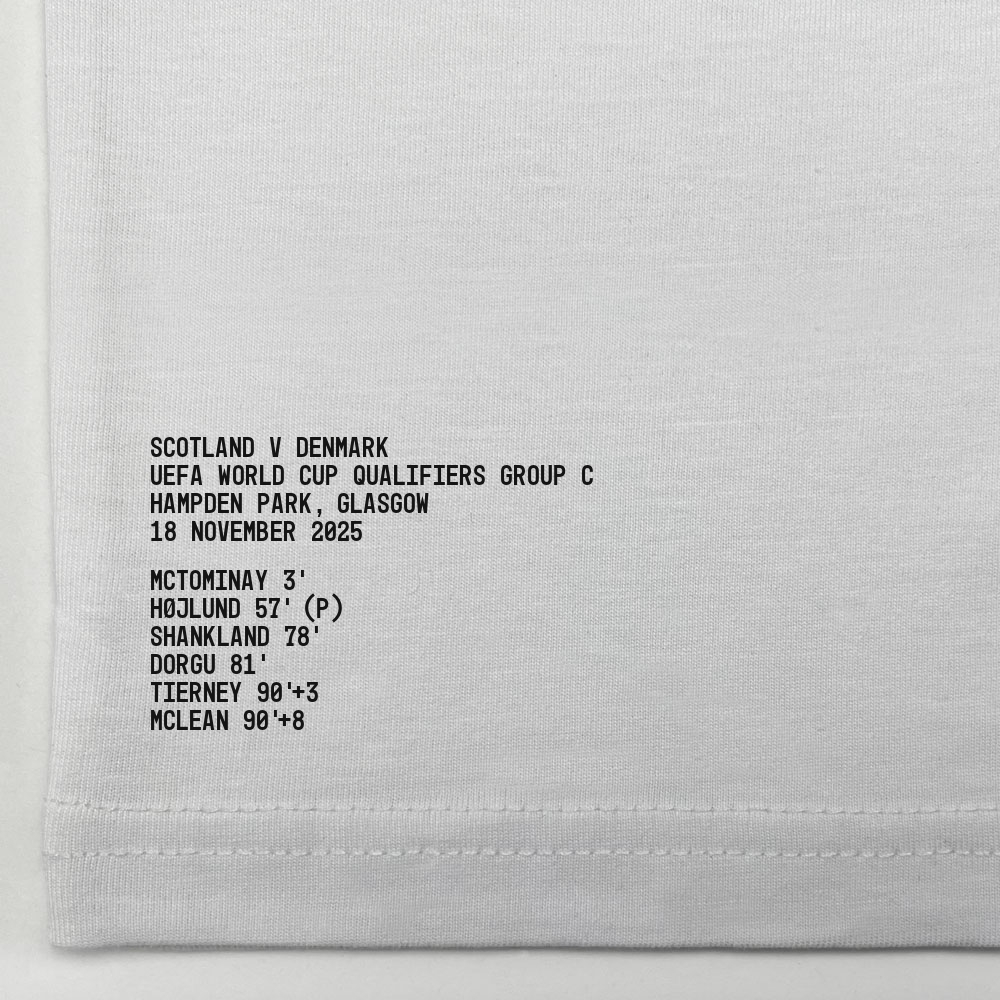 SCOTLAND V DENMARK
UEFA WORLD CUP QUALIFIERS GROUP C
HAMPDEN PARK, GLASGOW
18 NOVEMBER 2025
MCTOMINAY 3'
HØJLUND 57' (P)
SHANKLAND 78'
DORGU 81'
TIERNEY 90'+3
MCLEAN 90'+8